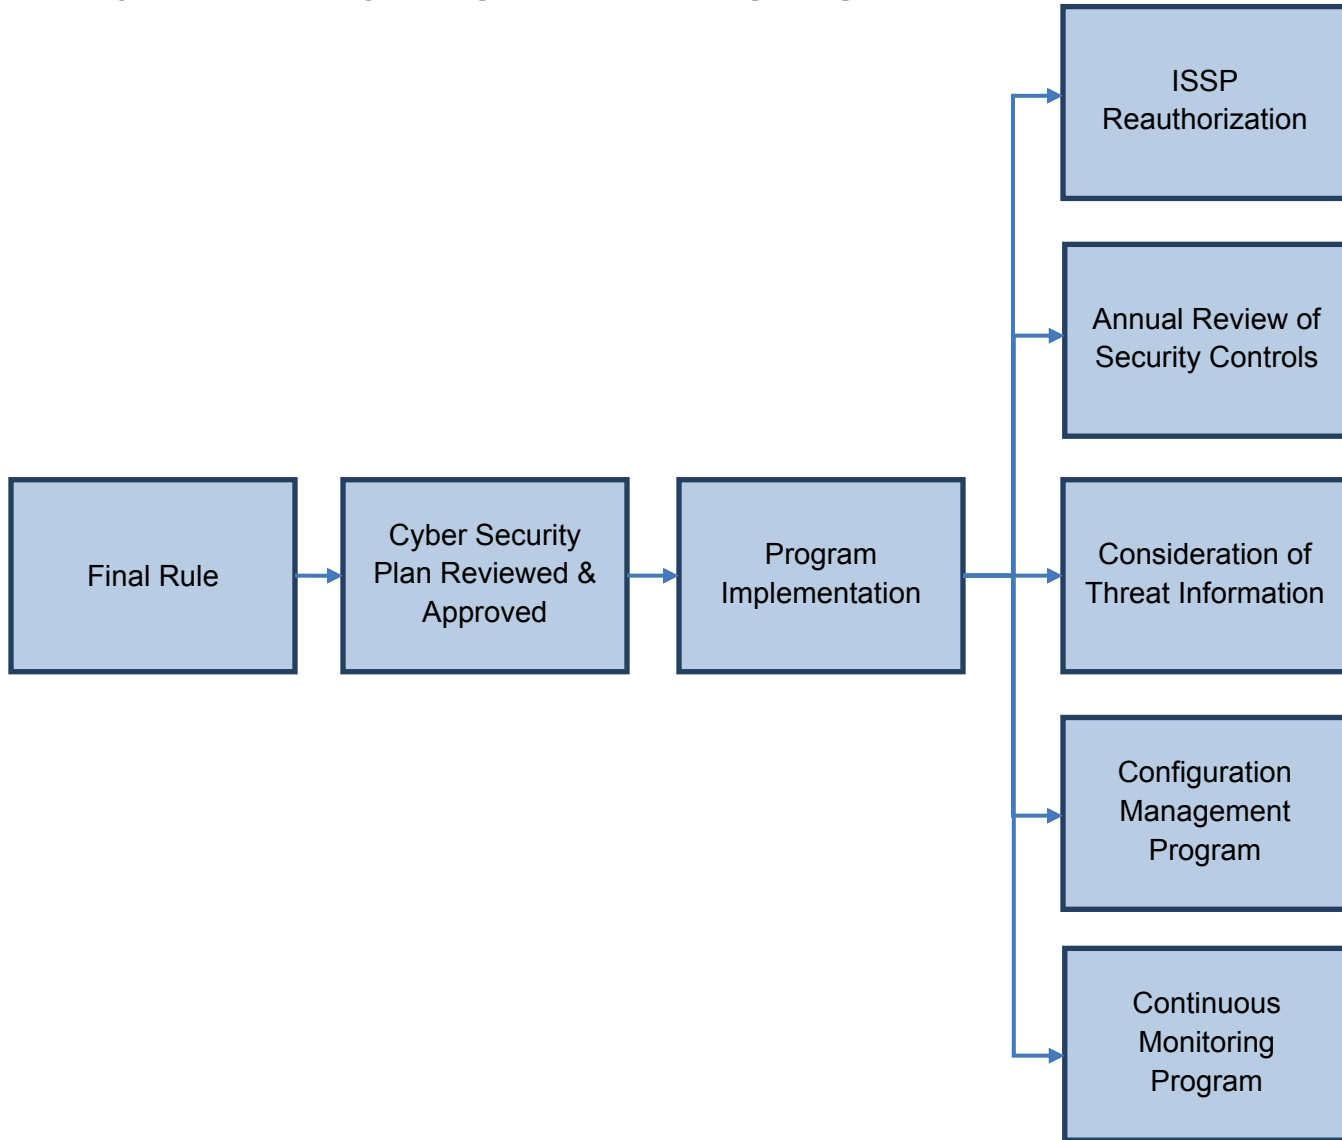 Final Rule
Cyber Security
Plan Reviewed &
Approved
Program
Implementation
ISSP
Reauthorization
Annual Review of
Security Controls
Consideration of
Threat Information
Configuration
Management
Program
Continuous
Monitoring
Program